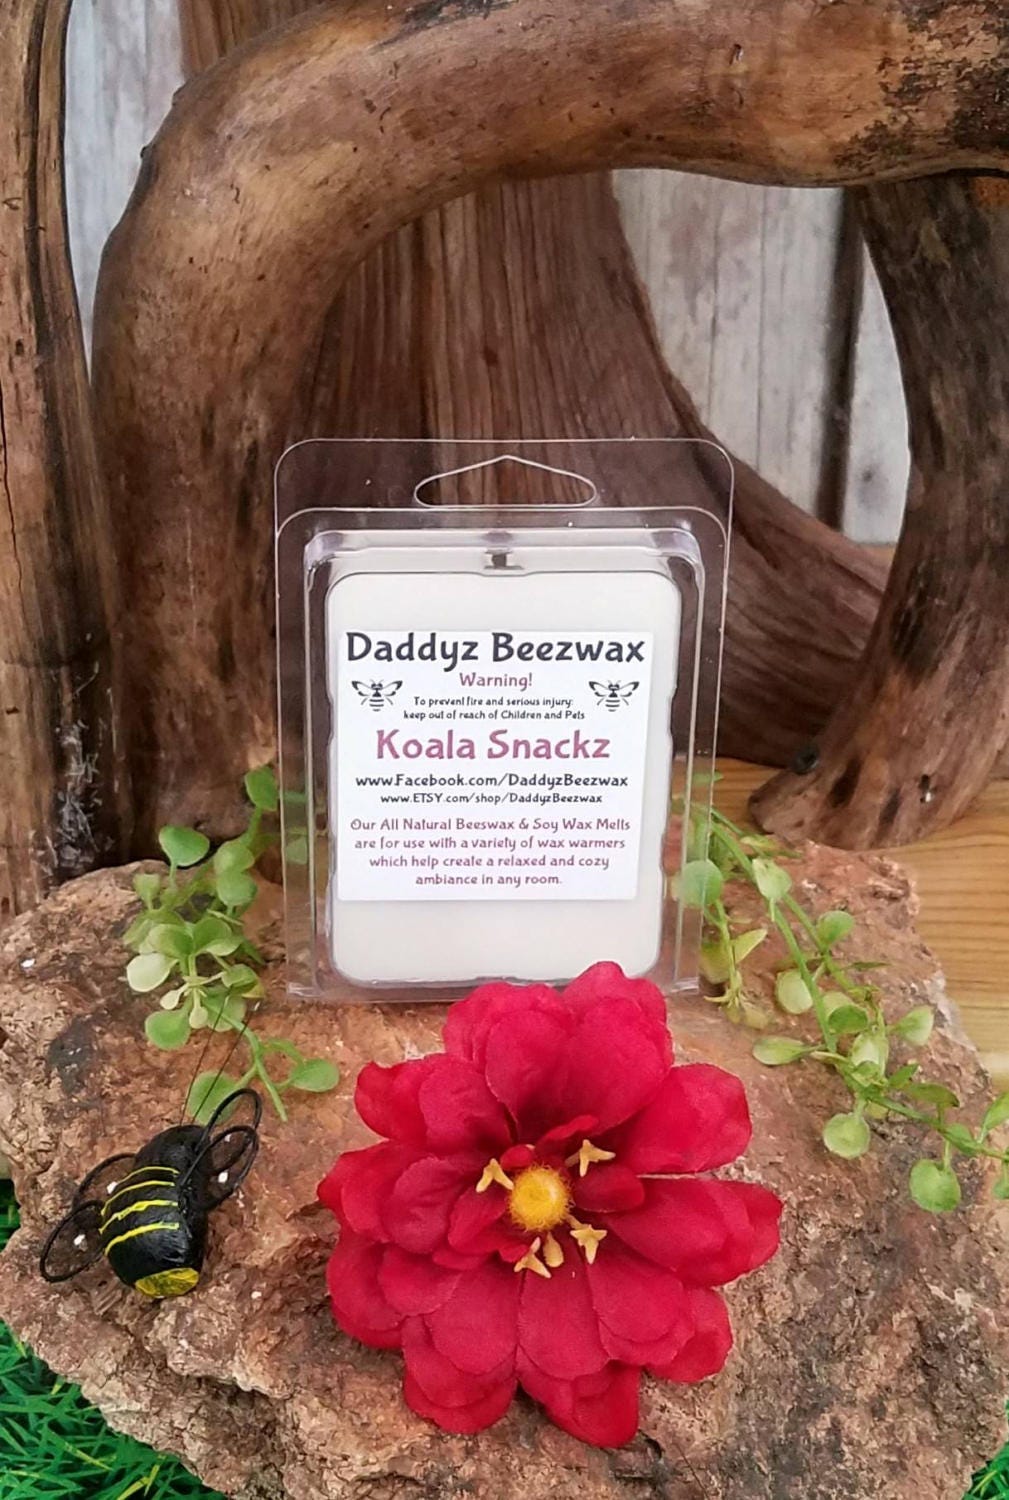 Daddyz Beezwax
Warning!
To prevent fire and serious injury:
keep out of reach of Children and Pets
Koala Snackz
www.Facebook.com/DaddyzBeezwax
www.ETSY.com/shop/DaddyzBeezwax
Our All Natural Beeswax & Soy Wax Melts
are for use with a variety of wax warmers
which help create a relaxed and cozy
ambiance in any room.